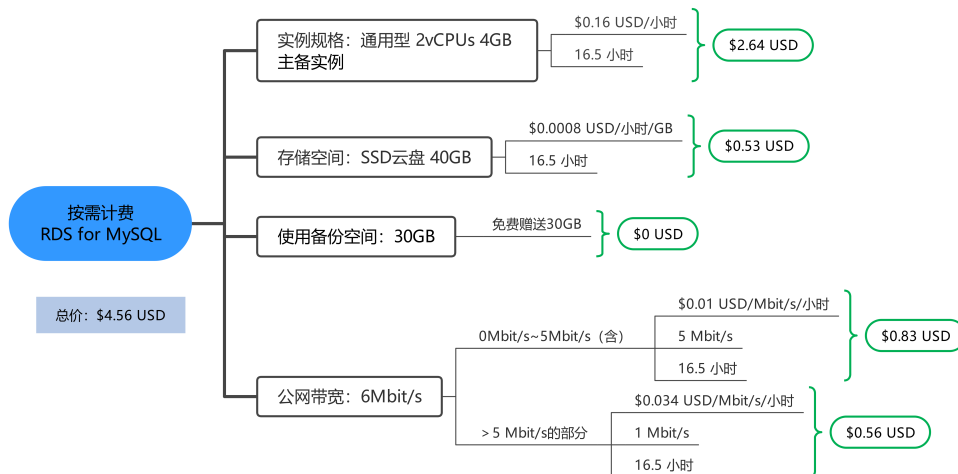 按需计费
RDS for MySQL
总价：$4.56 USD
实例规格：通用型 2vCPUs 4GB
主备实例
$0.16 USD/小时
16.5 小时
$2.64 USD
存储空间：SSD云盘 40GB
$0.0008 USD/小时/GB
16.5 小时
$0.53 USD
使用备份空间：30GB
免费赠送30GB
$0 USD
公网带宽：6Mbit/s
0Mbit/s~5Mbit/s（含）
$0.01 USD/Mbit/s/小时
5 Mbit/s
16.5 小时
$0.83 USD
＞5 Mbit/s的部分
$0.034 USD/Mbit/s/小时
1 Mbit/s
16.5 小时
$0.56 USD